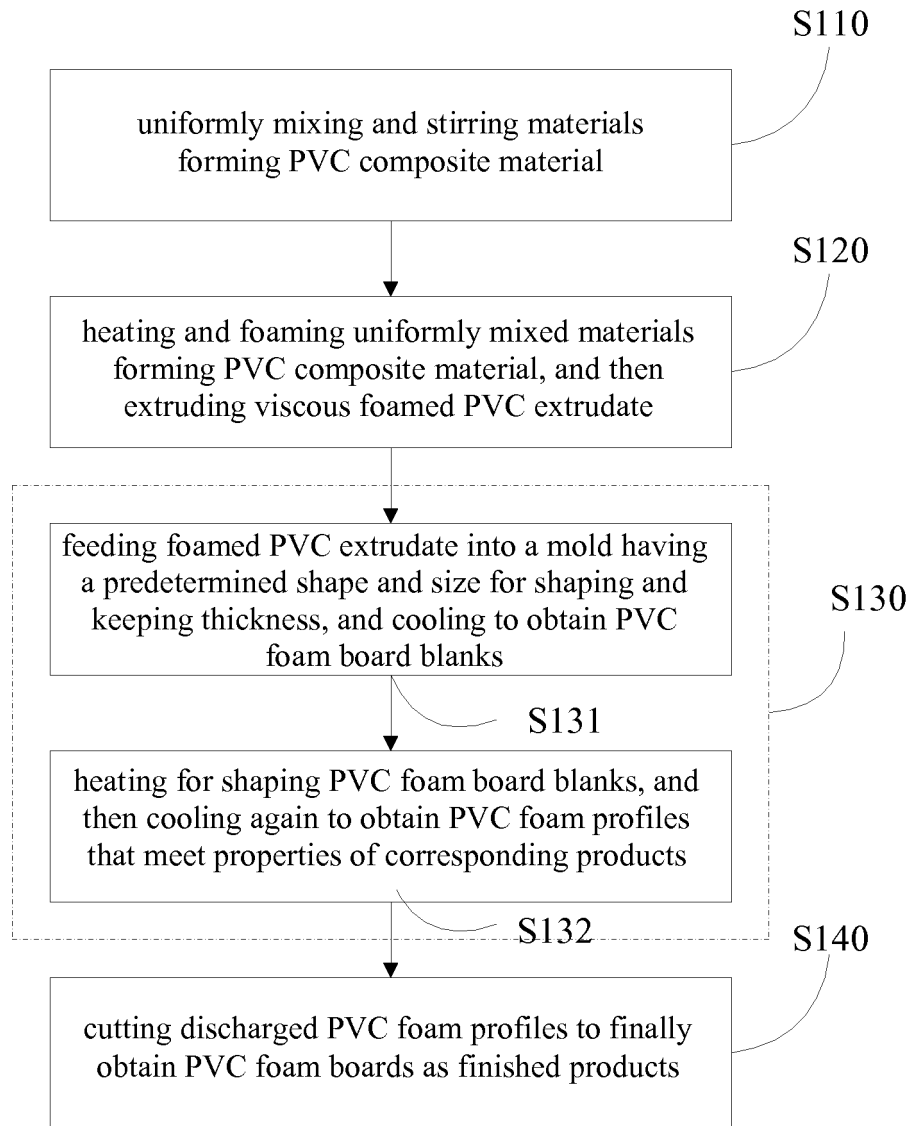 S110
uniformly mixing and stirring materials
forming PVC composite material
S120
heating and foaming uniformly mixed materials
forming PVC composite material, and then
extruding viscous foamed PVC extrudate
feeding foamed PVC extrudate into a mold having
a predetermined shape and size for shaping and
keeping thickness, and cooling to obtain PVC
foam board blanks
S130
S131
heating for shaping PVC foam board blanks, and
then cooling again to obtain PVC foam profiles
that meet properties of corresponding products
S132
S140
cutting discharged PVC foam profiles to finally
obtain PVC foam boards as finished products